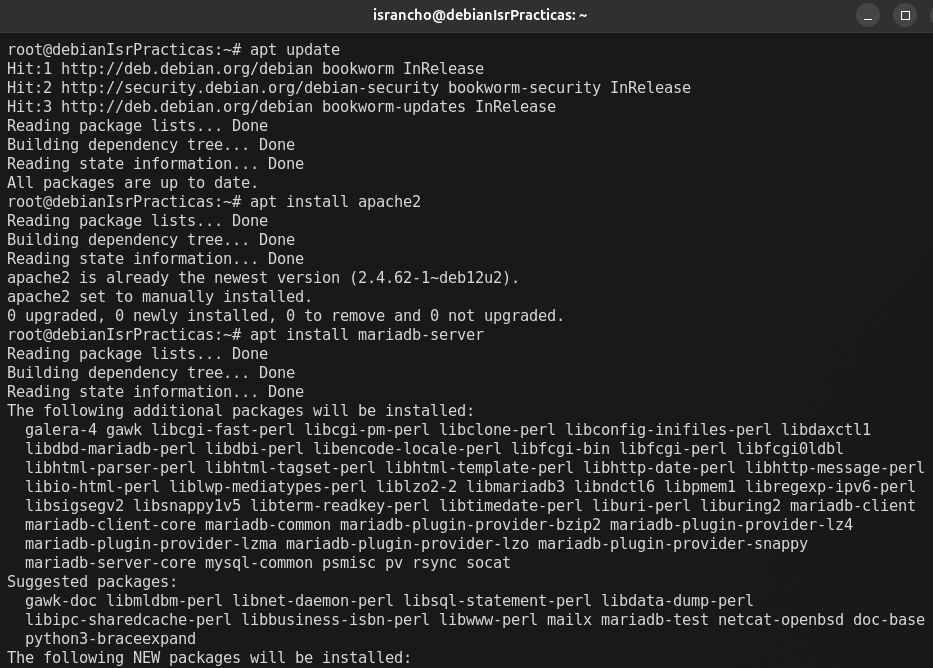 israncho@debianIsrPracticas: ~
root@debianIsrPracticas:~# apt update
Hit:1 http://deb.debian.org/debian bookworm InRelease
Hit:2 http://security.debian.org/debian-security bookworm-security InRelease
Hit:3 http://deb.debian.org/debian bookworm-updates InRelease
Reading package lists... Done
Building dependency tree... Done
Reading state information... Done
All packages are up to date.
root@debianIsrPracticas:~# apt install apache2
Reading package lists... Done
Building dependency tree... Done
Reading state information... Done
apache2 is already the newest version (2.4.62-1~deb12u2).
apache2 set to manually installed.
0 upgraded, 0 newly installed, 0 to remove and 0 not upgraded.
root@debianIsrPracticas:~# apt install mariadb-server
Reading package lists... Done
Building dependency tree... Done
Reading state information... Done
The following additional packages will be installed:
  galera-4 gawk libcgi-fast-perl libcgi-pm-perl libclone-perl libconfig-inifiles-perl libdaxctl1
  libdbd-mariadb-perl libdbi-perl libencode-locale-perl libfcgi-bin libfcgi-perl libfcgi0ldbl
  libhtml-parser-perl libhtml-tagset-perl libhtml-template-perl libhttp-date-perl libhttp-message-perl
  libio-html-perl liblwp-mediatypes-perl liblzo2-2 libmariadb3 libndctl6 libpmem1 libregexp-ipv6-perl
  libsigsegv2 libsnappy1v5 libterm-readkey-perl libtimedate-perl liburi-perl liburing2 mariadb-client
  mariadb-client-core mariadb-common mariadb-plugin-provider-bzip2 mariadb-plugin-provider-lz4
  mariadb-plugin-provider-lzma mariadb-plugin-provider-lzo mariadb-plugin-provider-snappy
  mariadb-server-core mysql-common psmisc pv rsync socat
Suggested packages:
  gawk-doc libmldbm-perl libnet-daemon-perl libsql-statement-perl libdata-dump-perl
  libipc-sharedcache-perl libbusiness-isbn-perl libwww-perl mailx mariadb-test netcat-openbsd doc-base
  python3-braceexpand
The following NEW packages will be installed: